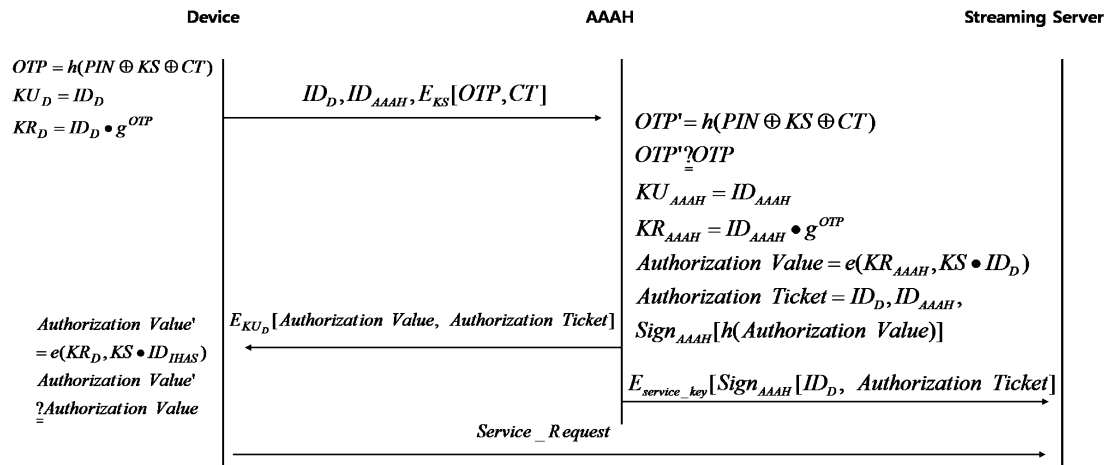 Device AAAH Streaming Server
OTP = h(PIN ⊕ KS ⊕ CT)
KU_D = ID_D
KR_D = ID_D • g^OTP
ID_D, ID_AAAH, E_KS[OTP, CT]
OTP' = h(PIN ⊕ KS ⊕ CT)
OTP' ?= OTP
KU_AAAH = ID_AAAH
KR_AAAH = ID_AAAH • g^OTP
Authorization Value = e(KR_AAAH, KS • ID_D)
Authorization Ticket = ID_D, ID_AAAH,
Sign_AAAH[h(Authorization Value)]
E_KU_D[Authorization Value, Authorization Ticket]
Authorization Value'
= e(KR_D, KS • ID_IHAS)
Authorization Value'
?= Authorization Value
E_service_key[Sign_AAAH[ID_D, Authorization Ticket]
Service_Request